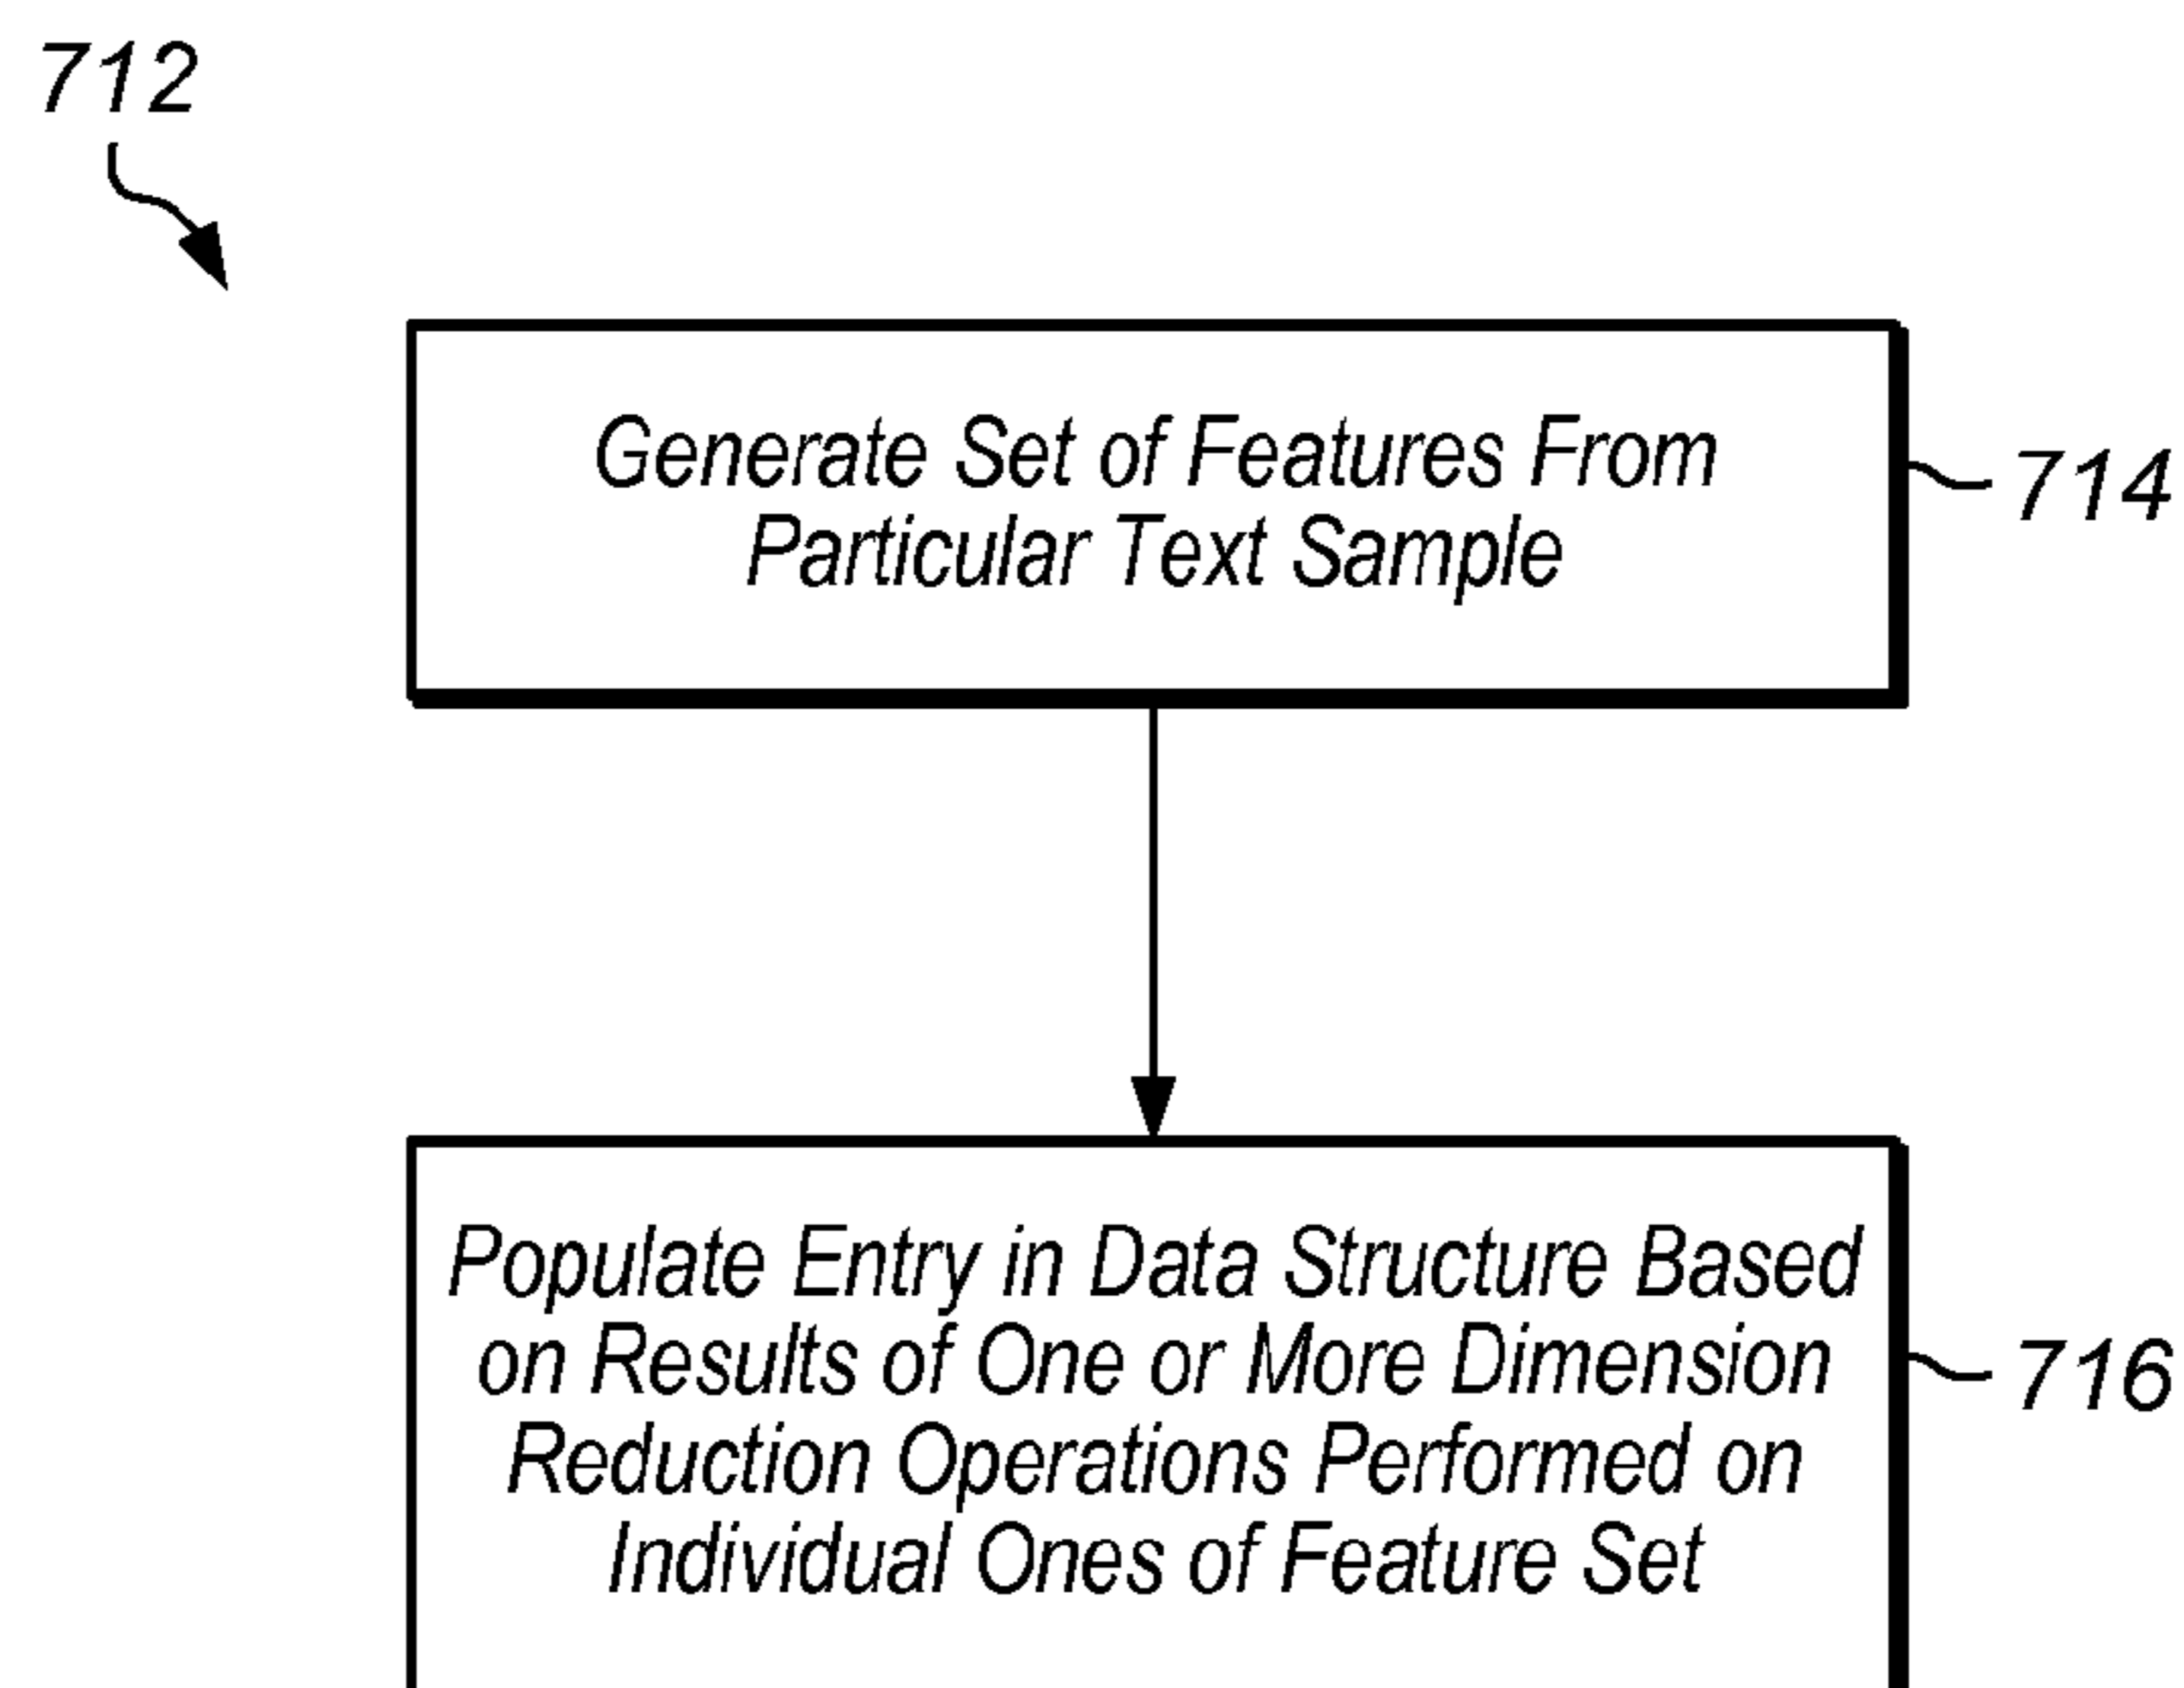 712
Generate Set of Features From
Particular Text Sample
714
Populate Entry in Data Structure Based
on Results of One or More Dimension
Reduction Operations Performed on
Individual Ones of Feature Set
716